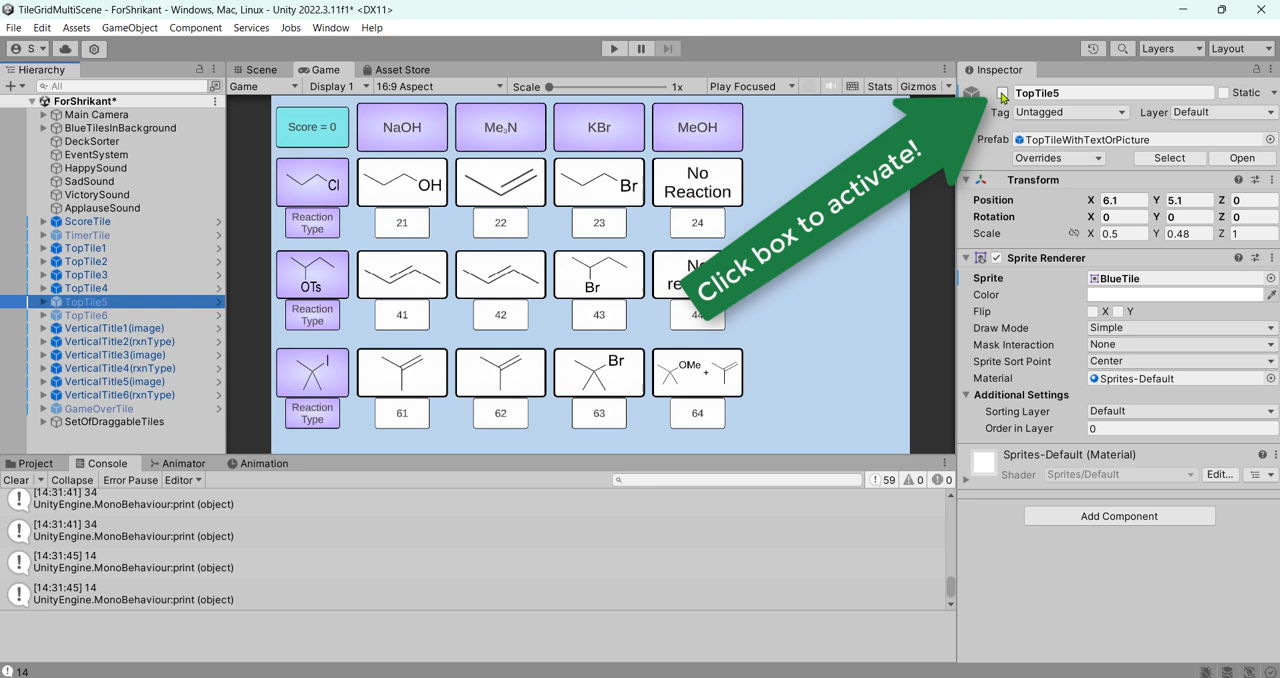 TileGridMultiScene - ForShrikant - Windows, Mac, Linux - Unity 2022.3.11f1* <DX11>
File Edit Assets GameObject Component Services Jobs Window Help
S Layers Layout
Hierarchy
All
ForShrikant*
Main Camera
BlueTilesInBackground
DeckSorter
EventSystem
HappySound
SadSound
VictorySound
ApplauseSound
ScoreTile
TimerTile
TopTile1
TopTile2
TopTile3
TopTile4
TopTile5
TopTile6
VerticalTitle1(image)
VerticalTitle2(rxnType)
VerticalTitle3(image)
VerticalTitle4(rxnType)
VerticalTitle5(image)
VerticalTitle6(rxnType)
GameOverTile
SetOfDraggableTiles
Scene Game Asset Store
Game Display 1 16:9 Aspect Scale 1x Play Focused Stats Gizmos
Score = 0 NaOH Me₃N KBr MeOH
Cl OH Br No
Reaction
Reaction
Type 21 22 23 24
OTs Br
Reaction
Type 41 42 43
I Br OMe +
Reaction
Type 61 62 63 64
Click box to activate!
Inspector
TopTile5 Static
Tag Untagged Layer Default
Prefab TopTileWithTextOrPicture
Overrides Select Open
Transform
Position X 6.1 Y 5.1 Z 0
Rotation X 0 Y 0 Z 0
Scale X 0.5 Y 0.48 Z 1
Sprite Renderer
Sprite BlueTile
Color
Flip X Y
Draw Mode Simple
Mask Interaction None
Sprite Sort Point Center
Material Sprites-Default
Additional Settings
Sorting Layer Default
Order in Layer 0
Sprites-Default (Material)
Shader Sprites/Default Edit...
Add Component
Project Console Animator Animation
Clear Collapse Error Pause Editor 59 0 0
[14:31:41] 34
UnityEngine.MonoBehaviour:print (object)
[14:31:41] 34
UnityEngine.MonoBehaviour:print (object)
[14:31:45] 14
UnityEngine.MonoBehaviour:print (object)
[14:31:45] 14
UnityEngine.MonoBehaviour:print (object)
14